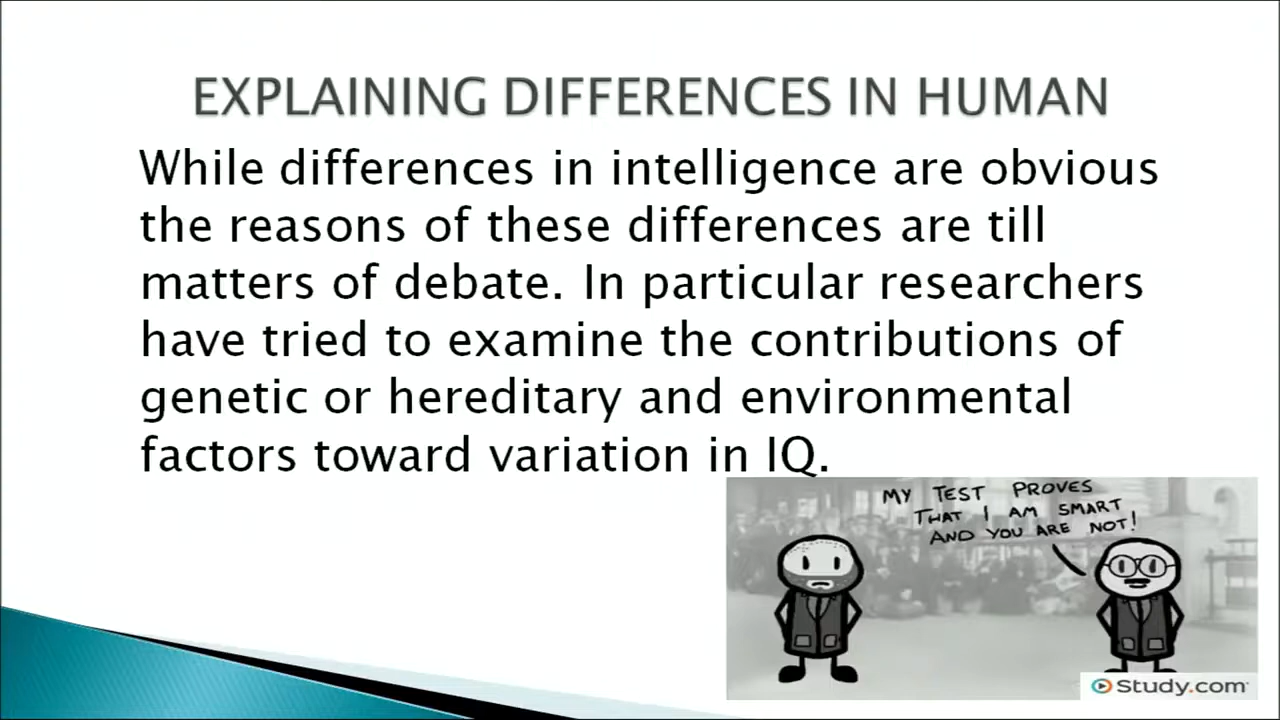 EXPLAINING DIFFERENCES IN HUMAN
While differences in intelligence are obvious
the reasons of these differences are till
matters of debate. In particular researchers
have tried to examine the contributions of
genetic or hereditary and environmental
factors toward variation in IQ.
MY TEST PROVES
THAT I AM SMART
AND YOU ARE NOT!
Study.com